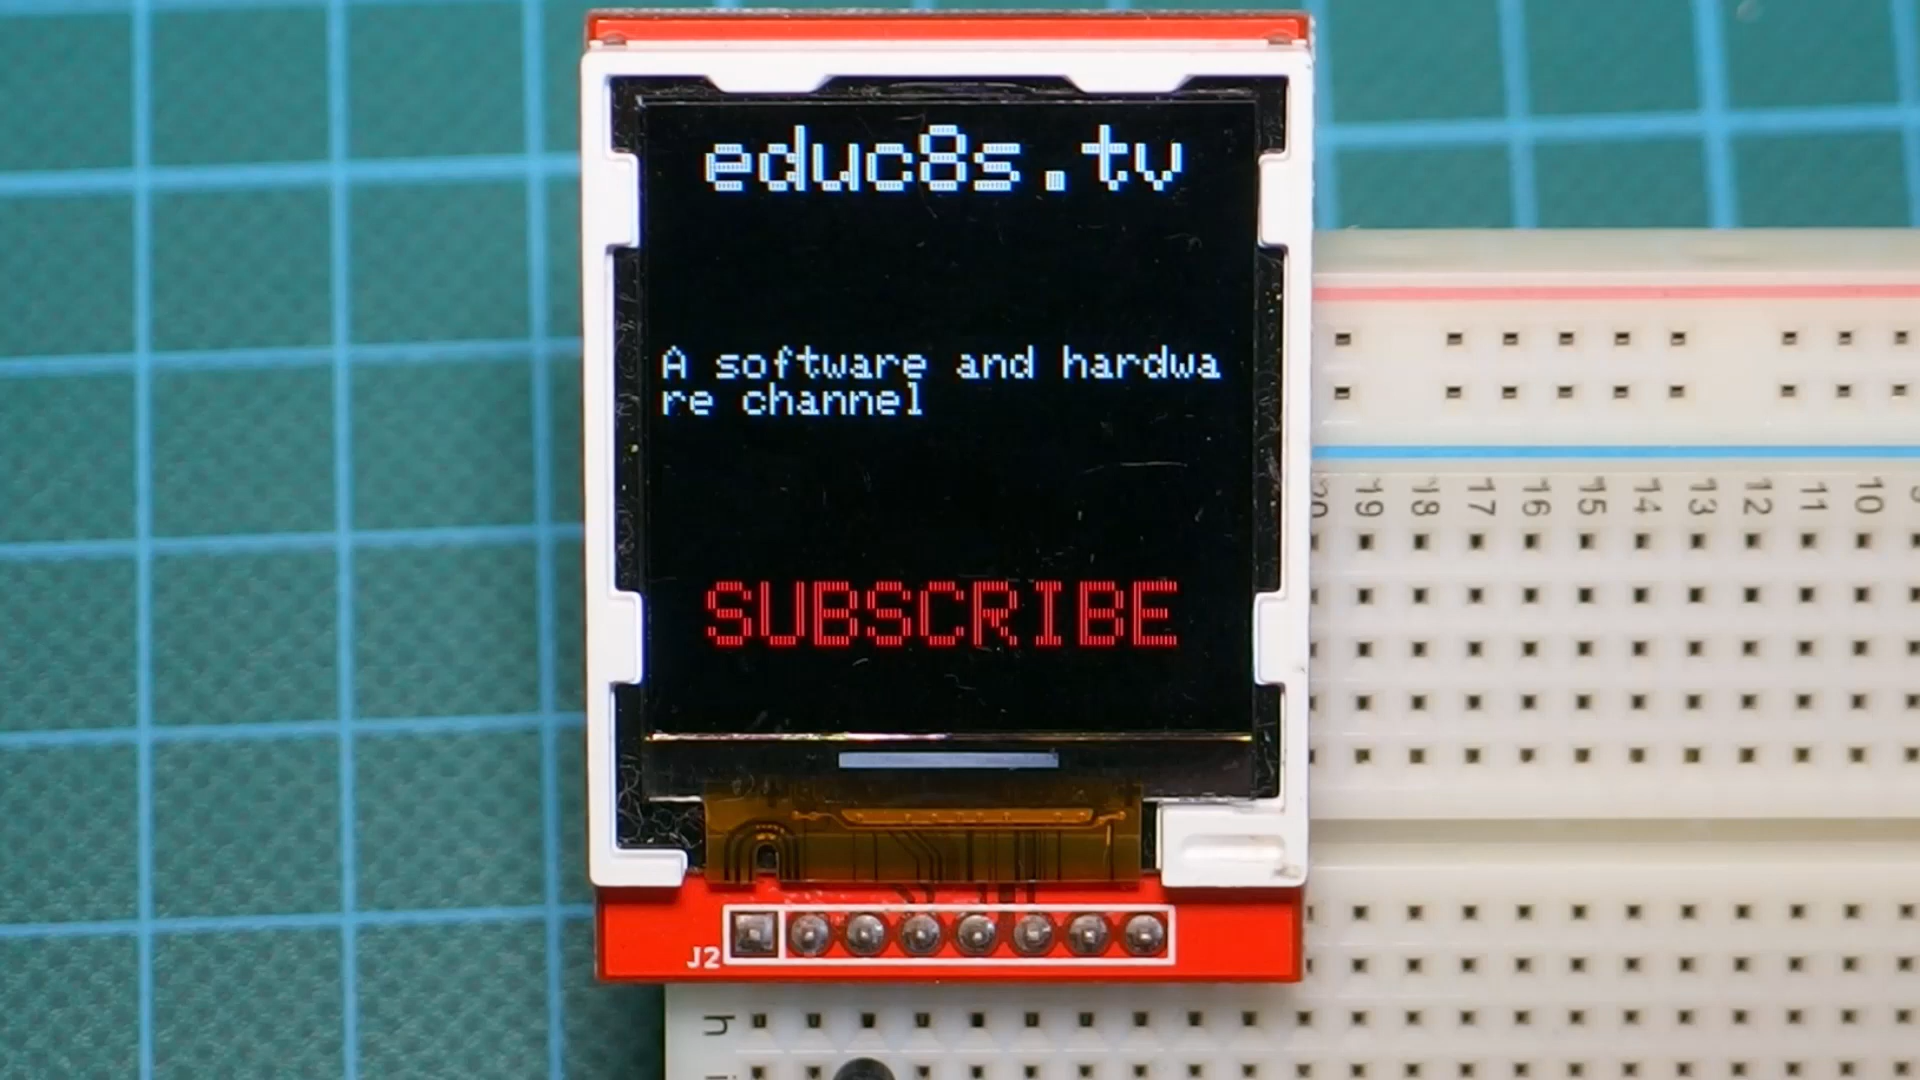 educ8s.tv
A software and hardwa
re channel
SUBSCRIBE
20 19 18 17 16 15 14 13 12 11 10 9
J2
h
i